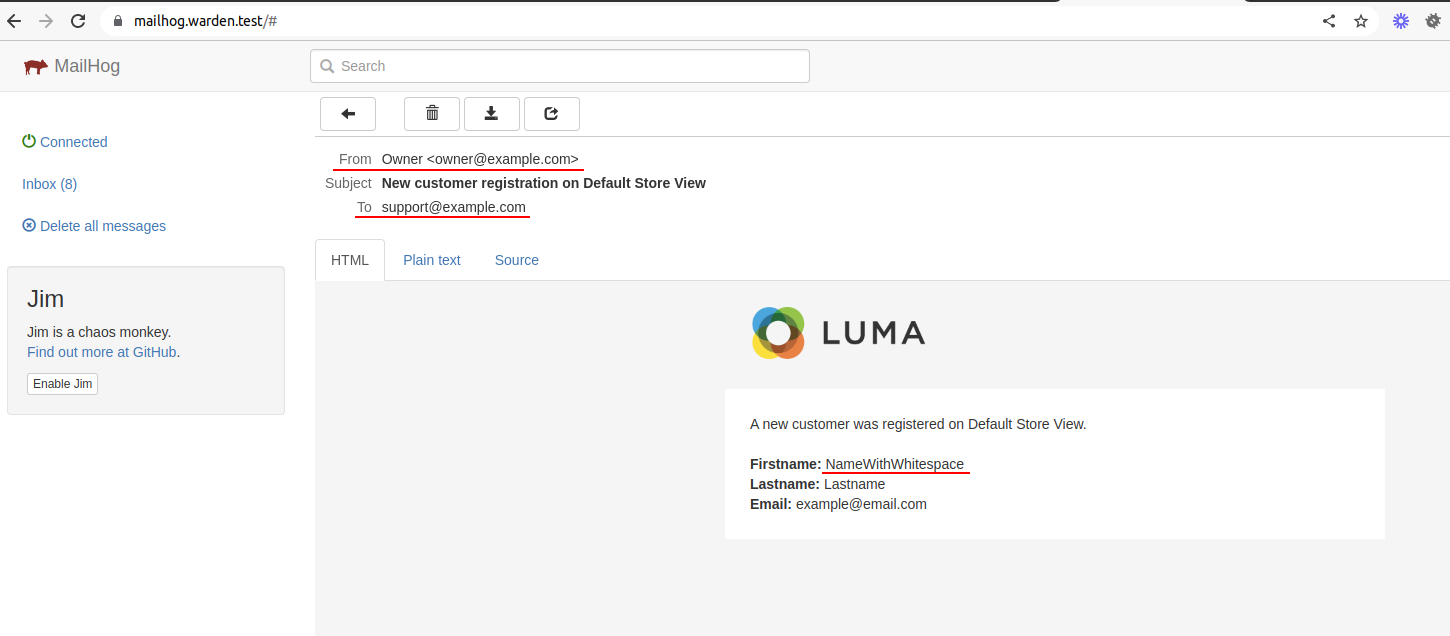 mailhog.warden.test/#
MailHog
Search
Connected
Inbox (8)
Delete all messages
Jim
Jim is a chaos monkey.
Find out more at GitHub.
Enable Jim
From Owner <owner@example.com>
Subject New customer registration on Default Store View
To support@example.com
HTML Plain text Source
LUMA
A new customer was registered on Default Store View.
Firstname: NameWithWhitespace
Lastname: Lastname
Email: example@email.com